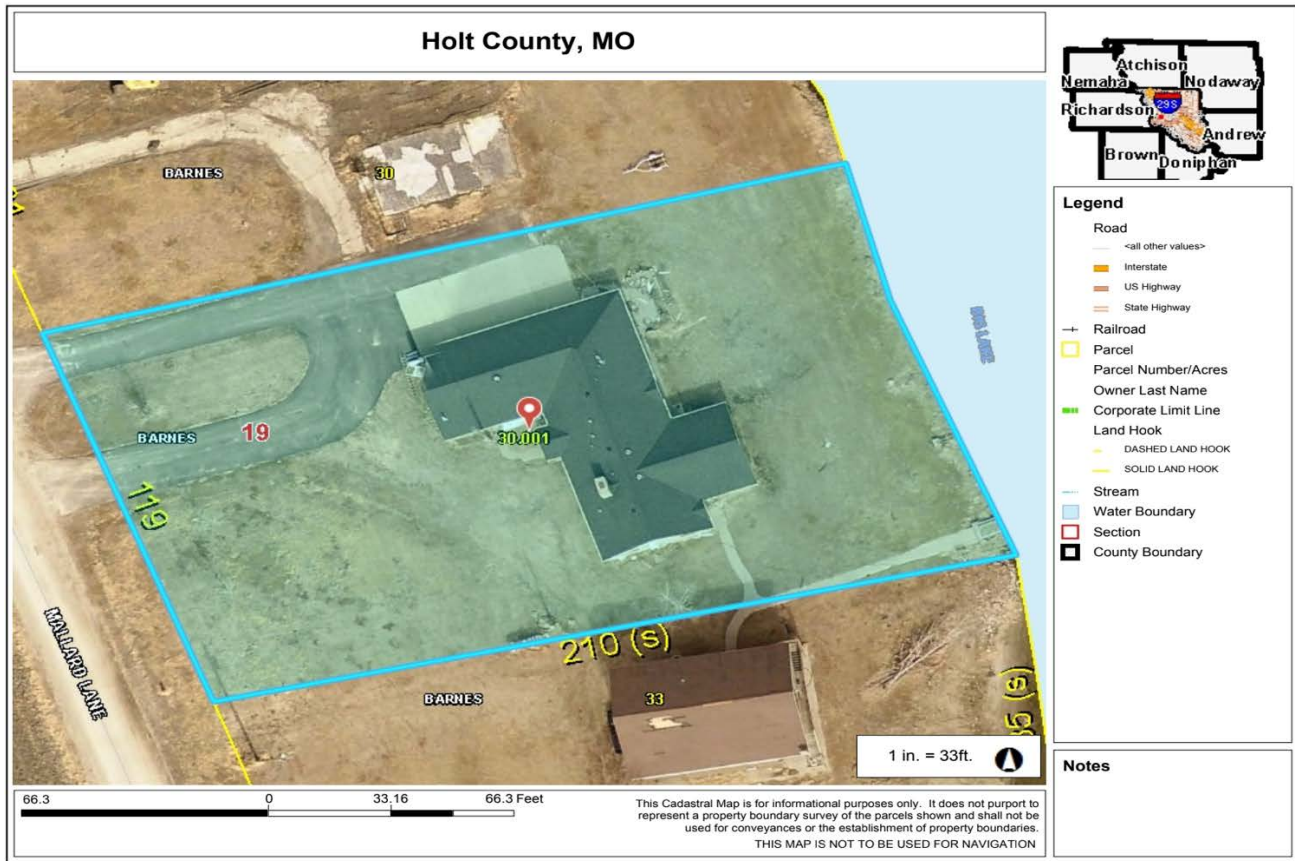 Holt County, MO
Atchison
Nemaha
Nodaway
Richardson
29S
Andrew
Brown
Doniphan
BARNES
30
BARNES
19
30.001
119
BIG LAKE
MALLARD LANE
210 (s)
BARNES
33
1 in. = 33ft.
Legend
Road
<all other values>
Interstate
US Highway
State Highway
Railroad
Parcel
Parcel Number/Acres
Owner Last Name
Corporate Limit Line
Land Hook
DASHED LAND HOOK
SOLID LAND HOOK
Stream
Water Boundary
Section
County Boundary
Notes
66.3
0
33.16
66.3 Feet
This Cadastral Map is for informational purposes only. It does not purport to
represent a property boundary survey of the parcels shown and shall not be
used for conveyances or the establishment of property boundaries.
THIS MAP IS NOT TO BE USED FOR NAVIGATION